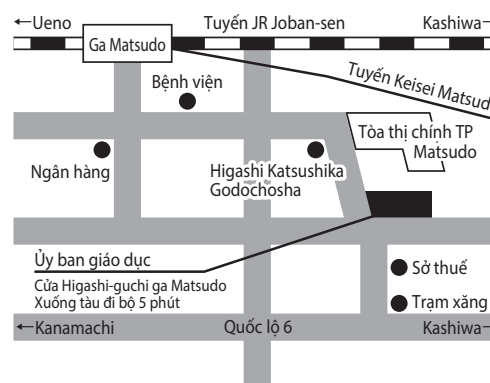 ←Ueno
Tuyến JR Joban-sen
Kashiwa
Ga Matsudo
Tuyến Keisei Matsud
Bệnh viện
Tòa thị chính TP
Matsudo
Ngân hàng
Higashi Katsushika
Godochosha
Ủy ban giáo dục
Cửa Higashi-guchi ga Matsudo
Xuống tàu đi bộ 5 phút
Sở thuế
Trạm xăng
←Kanamachi
Quốc lộ 6
Kashiwa